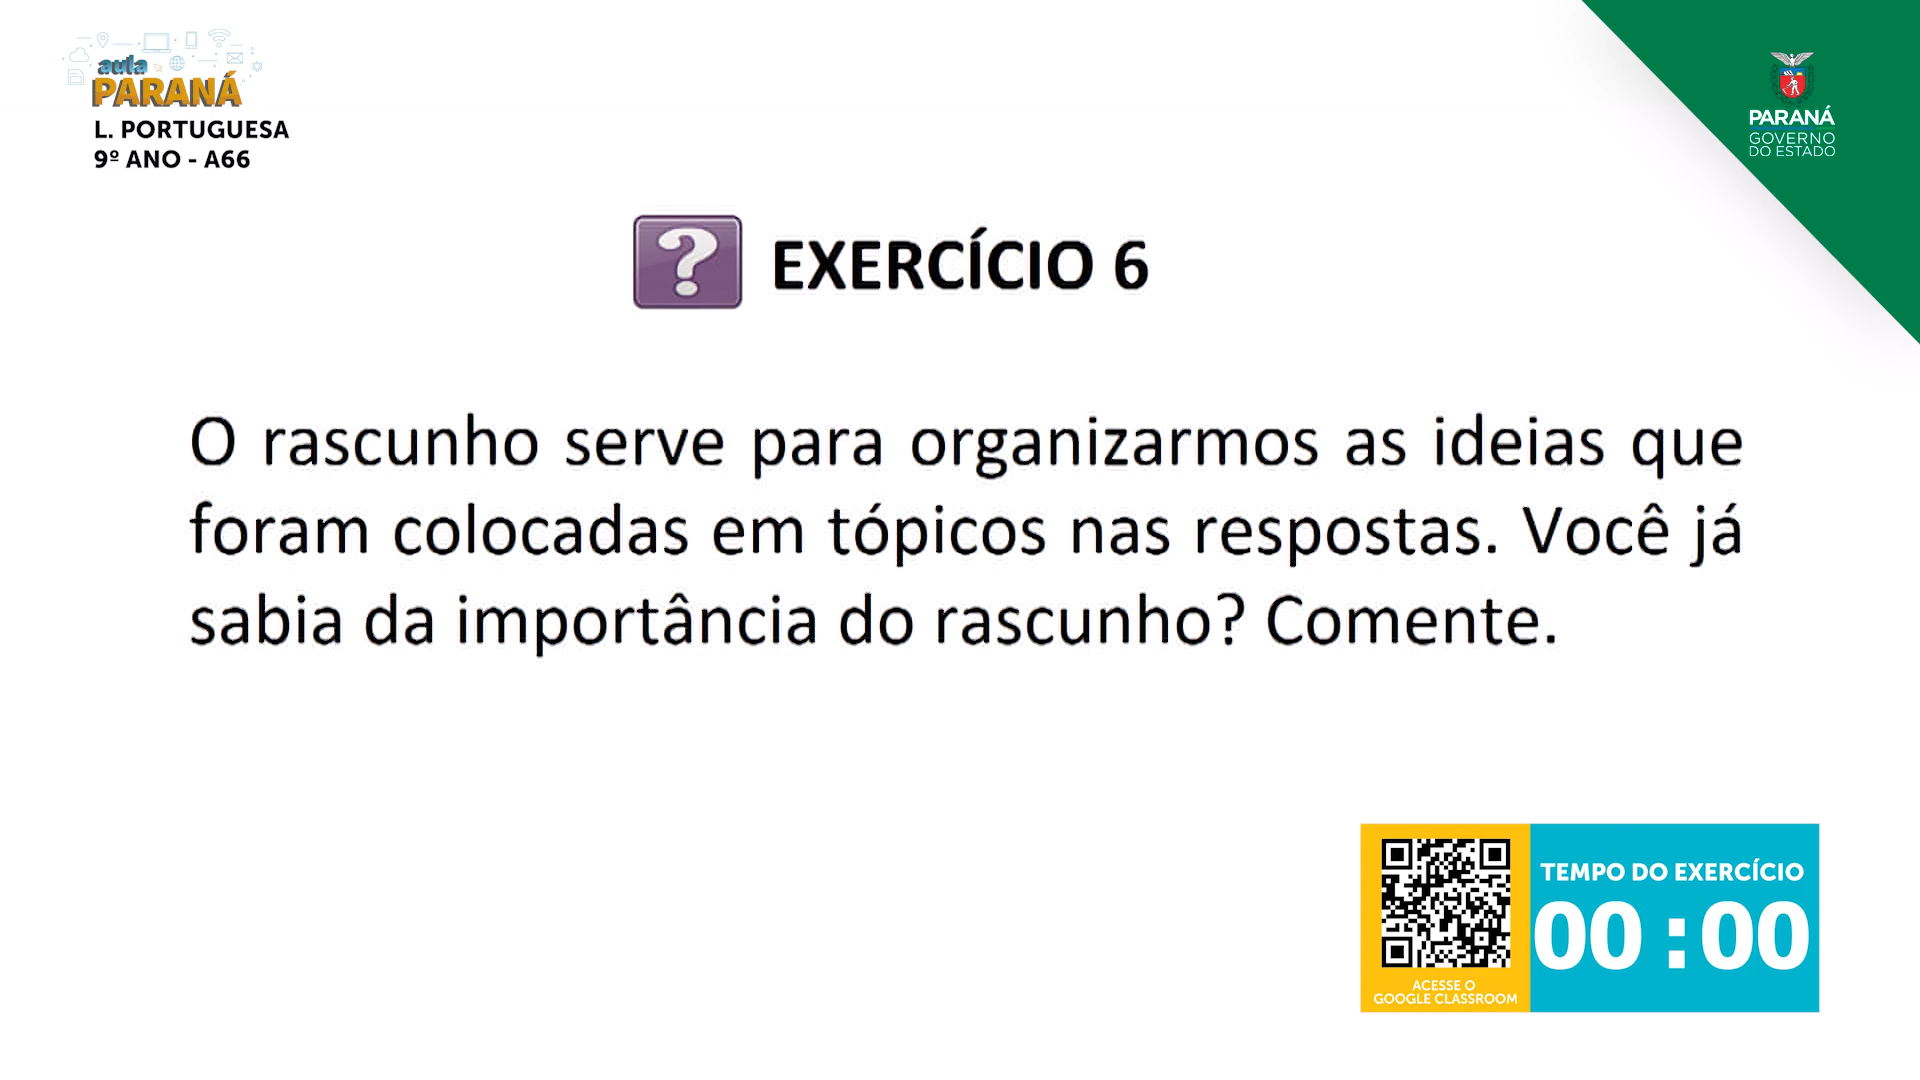 aula
PARANÁ
L. PORTUGUESA
9º ANO - A66
PARANÁ
GOVERNO
DO ESTADO
? EXERCÍCIO 6
O rascunho serve para organizarmos as ideias que
foram colocadas em tópicos nas respostas. Você já
sabia da importância do rascunho? Comente.
TEMPO DO EXERCÍCIO
00:00
ACESSE O
GOOGLE CLASSROOM